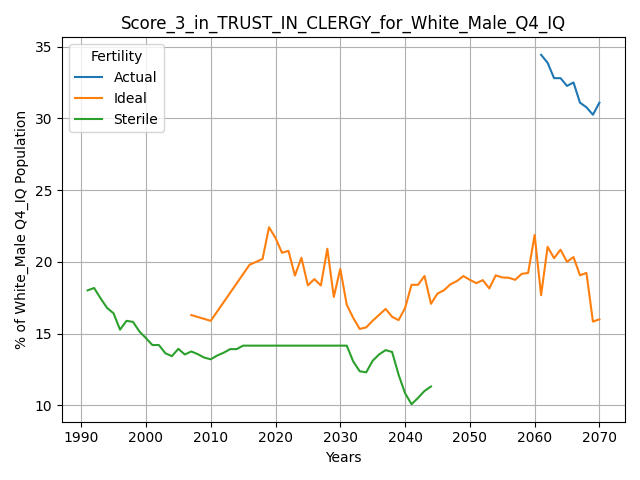 Score_3_in_TRUST_IN_CLERGY_for_White_Male_Q4_IQ
% of White_Male Q4_IQ Population
35
30
25
20
15
10
Fertility
Actual
Ideal
Sterile
1990 2000 2010 2020 2030 2040 2050 2060 2070
Years